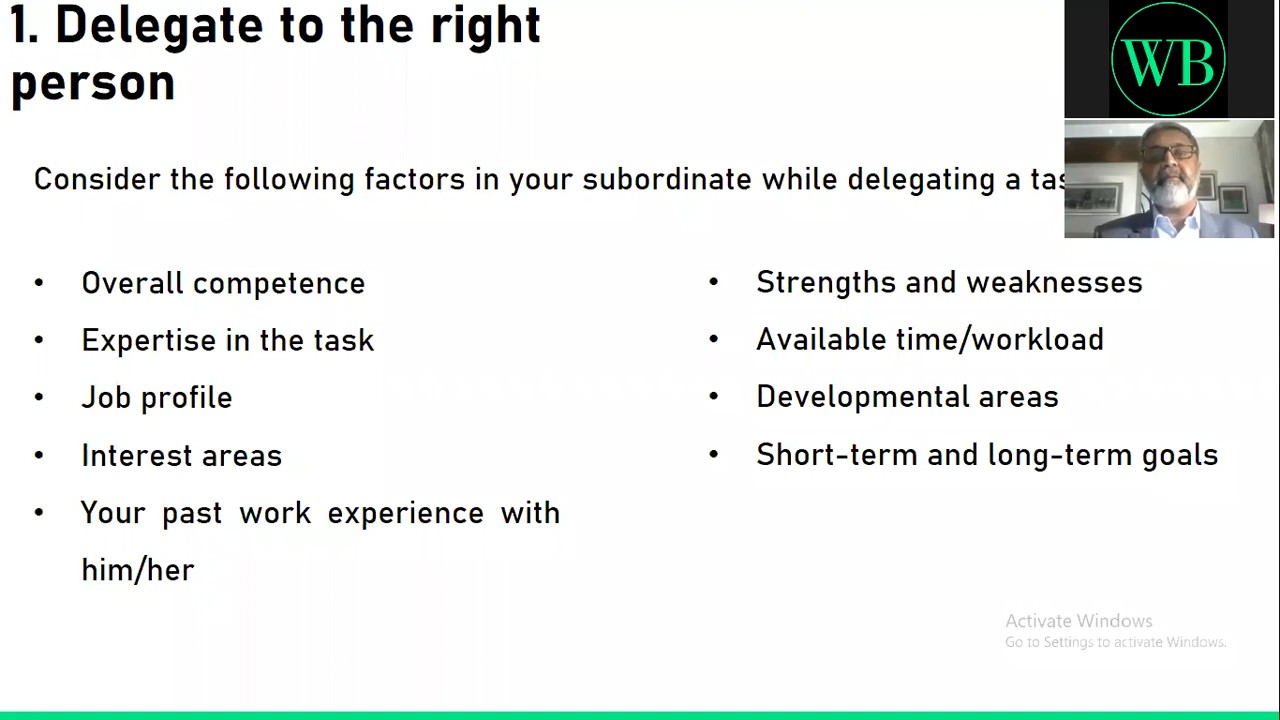 1. Delegate to the right
person
WB
Consider the following factors in your subordinate while delegating a
• Overall competence
• Expertise in the task
• Job profile
• Interest areas
• Your past work experience with
him/her
• Strengths and weaknesses
• Available time/workload
• Developmental areas
• Short-term and long-term goals
Activate Windows
Go to Settings to activate Windows.